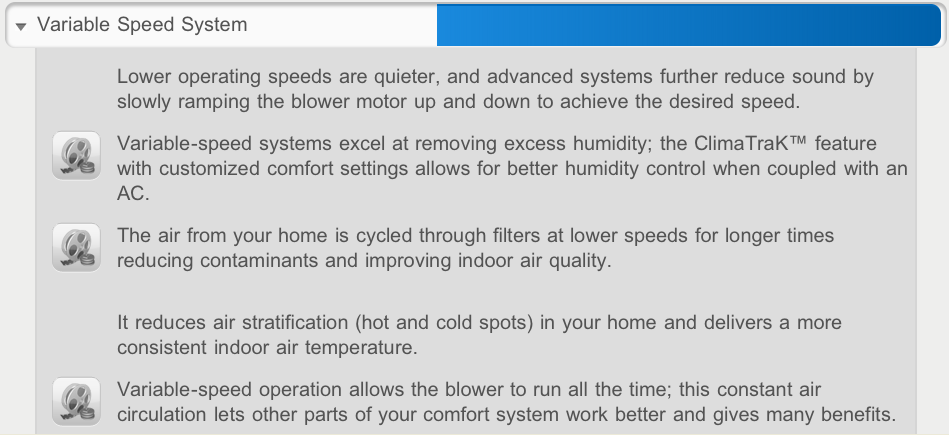 Variable Speed System
Lower operating speeds are quieter, and advanced systems further reduce sound by
slowly ramping the blower motor up and down to achieve the desired speed.
Variable-speed systems excel at removing excess humidity; the ClimaTraK™ feature
with customized comfort settings allows for better humidity control when coupled with an
AC.
The air from your home is cycled through filters at lower speeds for longer times
reducing contaminants and improving indoor air quality.
It reduces air stratification (hot and cold spots) in your home and delivers a more
consistent indoor air temperature.
Variable-speed operation allows the blower to run all the time; this constant air
circulation lets other parts of your comfort system work better and gives many benefits.